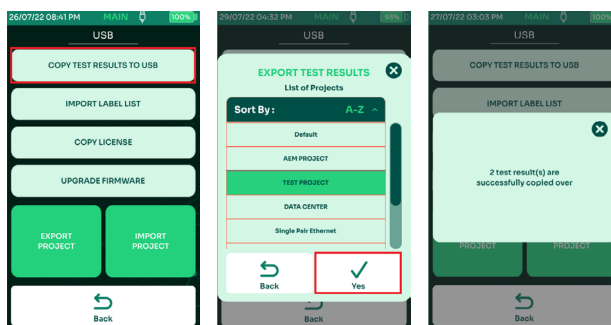 26/07/22 08:41 PM MAIN 100%
USB
COPY TEST RESULTS TO USB
IMPORT LABEL LIST
COPY LICENSE
UPGRADE FIRMWARE
EXPORT
PROJECT
IMPORT
PROJECT
Back
29/07/22 04:32 PM MAIN 93%
USB
EXPORT TEST RESULTS
List of Projects
Sort By : A-Z
Default
AEM PROJECT
TEST PROJECT
DATA CENTER
Single Pair Ethernet
Back
Yes
Back
27/07/22 03:03 PM MAIN 100%
USB
COPY TEST RESULTS TO USB
IMPORT LABEL LIST
2 test result(s) are
successfully copied over
PROJECT
PROJECT
Back